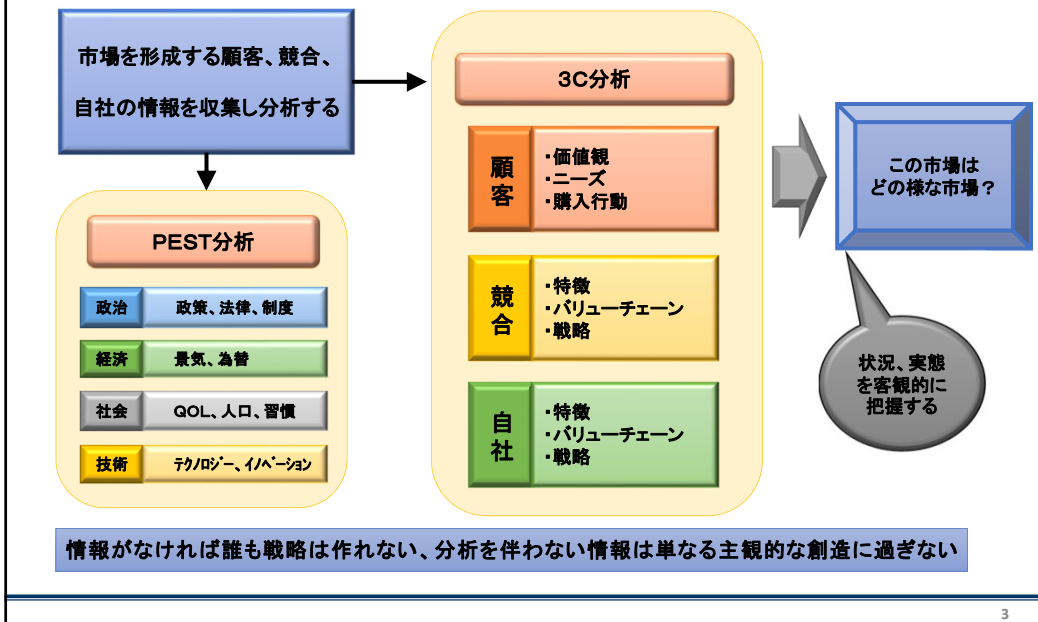 市場を形成する顧客、競合、
自社の情報を収集し分析する
PEST分析
政治
政策、法律、制度
経済
景気、為替
社会
QOL、人口、習慣
技術
ﾃｸﾉﾛｼﾞｰ、ｲﾉﾍﾞｰｼｮﾝ
3C分析
顧客
・価値観
・ニーズ
・購入行動
競合
・特徴
・バリューチェーン
・戦略
自社
・特徴
・バリューチェーン
・戦略
この市場は
どの様な市場？
状況、実態
を客観的に
把握する
情報がなければ誰も戦略は作れない、分析を伴わない情報は単なる主観的な創造に過ぎない
3